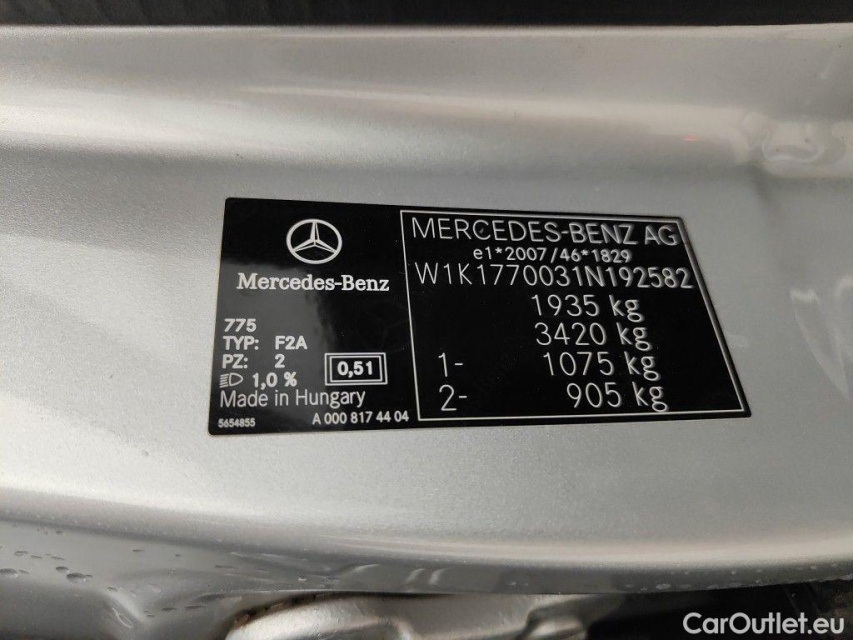 Mercedes-Benz
775
TYP: F2A
PZ: 2
1,0 %
0,51
Made in Hungary
5654855
A 000 817 44 04
MERCEDES-BENZ AG
e1*2007/46*1829
W1K1770031N192582
1935 kg
3420 kg
1- 1075 kg
2- 905 kg
CarOutlet.eu